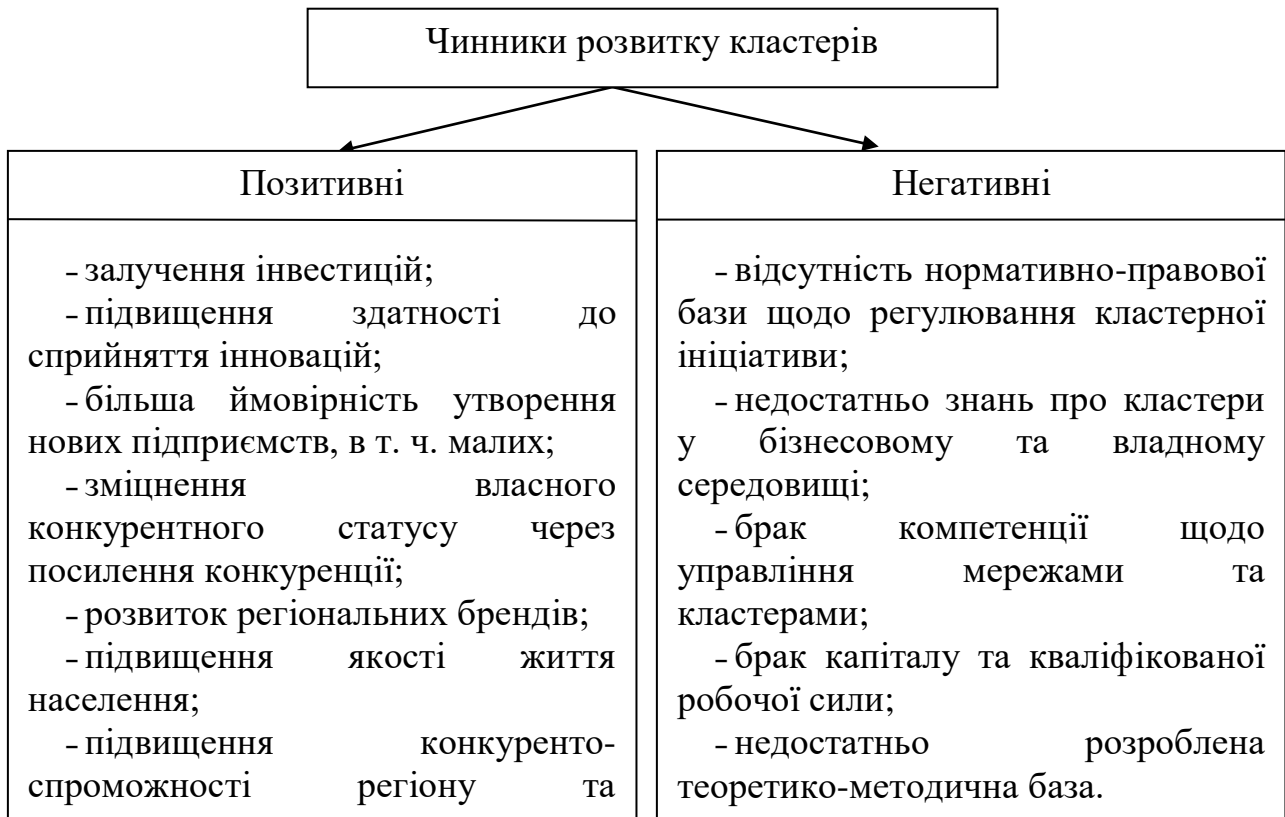 Чинники розвитку кластерів
Позитивні
- залучення інвестицій;
- підвищення здатності до
сприйняття інновацій;
- більша ймовірність утворення
нових підприємств, в т. ч. малих;
- зміцнення власного
конкурентного статусу через
посилення конкуренції;
- розвиток регіональних брендів;
- підвищення якості життя
населення;
- підвищення конкуренто-
спроможності регіону та
Негативні
- відсутність нормативно-правової
бази щодо регулювання кластерної
ініціативи;
- недостатньо знань про кластери
у бізнесовому та владному
середовищі;
- брак компетенції щодо
управління мережами та
кластерами;
- брак капіталу та кваліфікованої
робочої сили;
- недостатньо розроблена
теоретико-методична база.